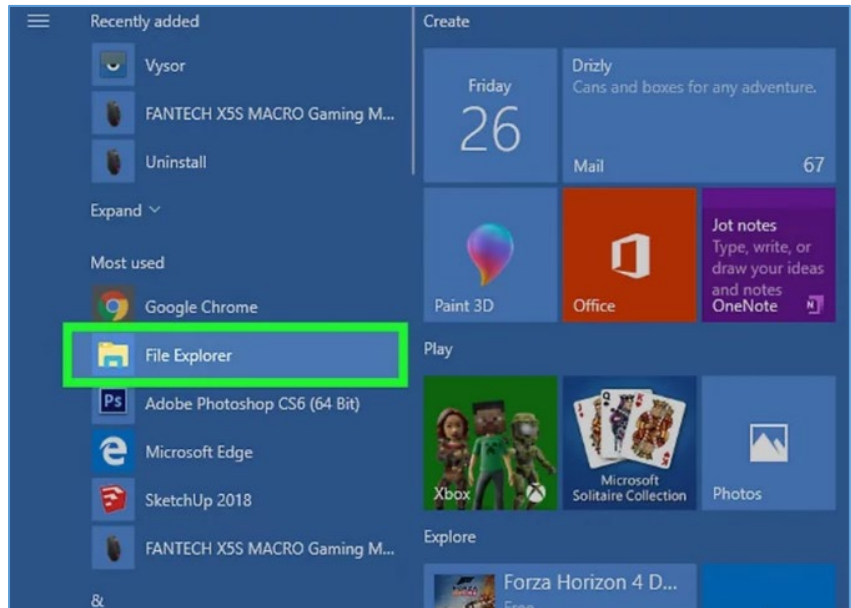 Recently added
Vysor
FANTECH X5S MACRO Gaming M...
Uninstall
Expand
Most used
Google Chrome
File Explorer
Ps
Adobe Photoshop CS6 (64 Bit)
Microsoft Edge
SketchUp 2018
FANTECH X5S MACRO Gaming M...
&
Create
Friday
26
Drizly
Cans and boxes for any adventure.
Mail 67
Paint 3D
Office
Jot notes
Type, write, or
draw your ideas
and notes
OneNote
N
Play
Xbox
Microsoft
Solitaire Collection
Photos
Explore
Forza Horizon 4 D...
Free